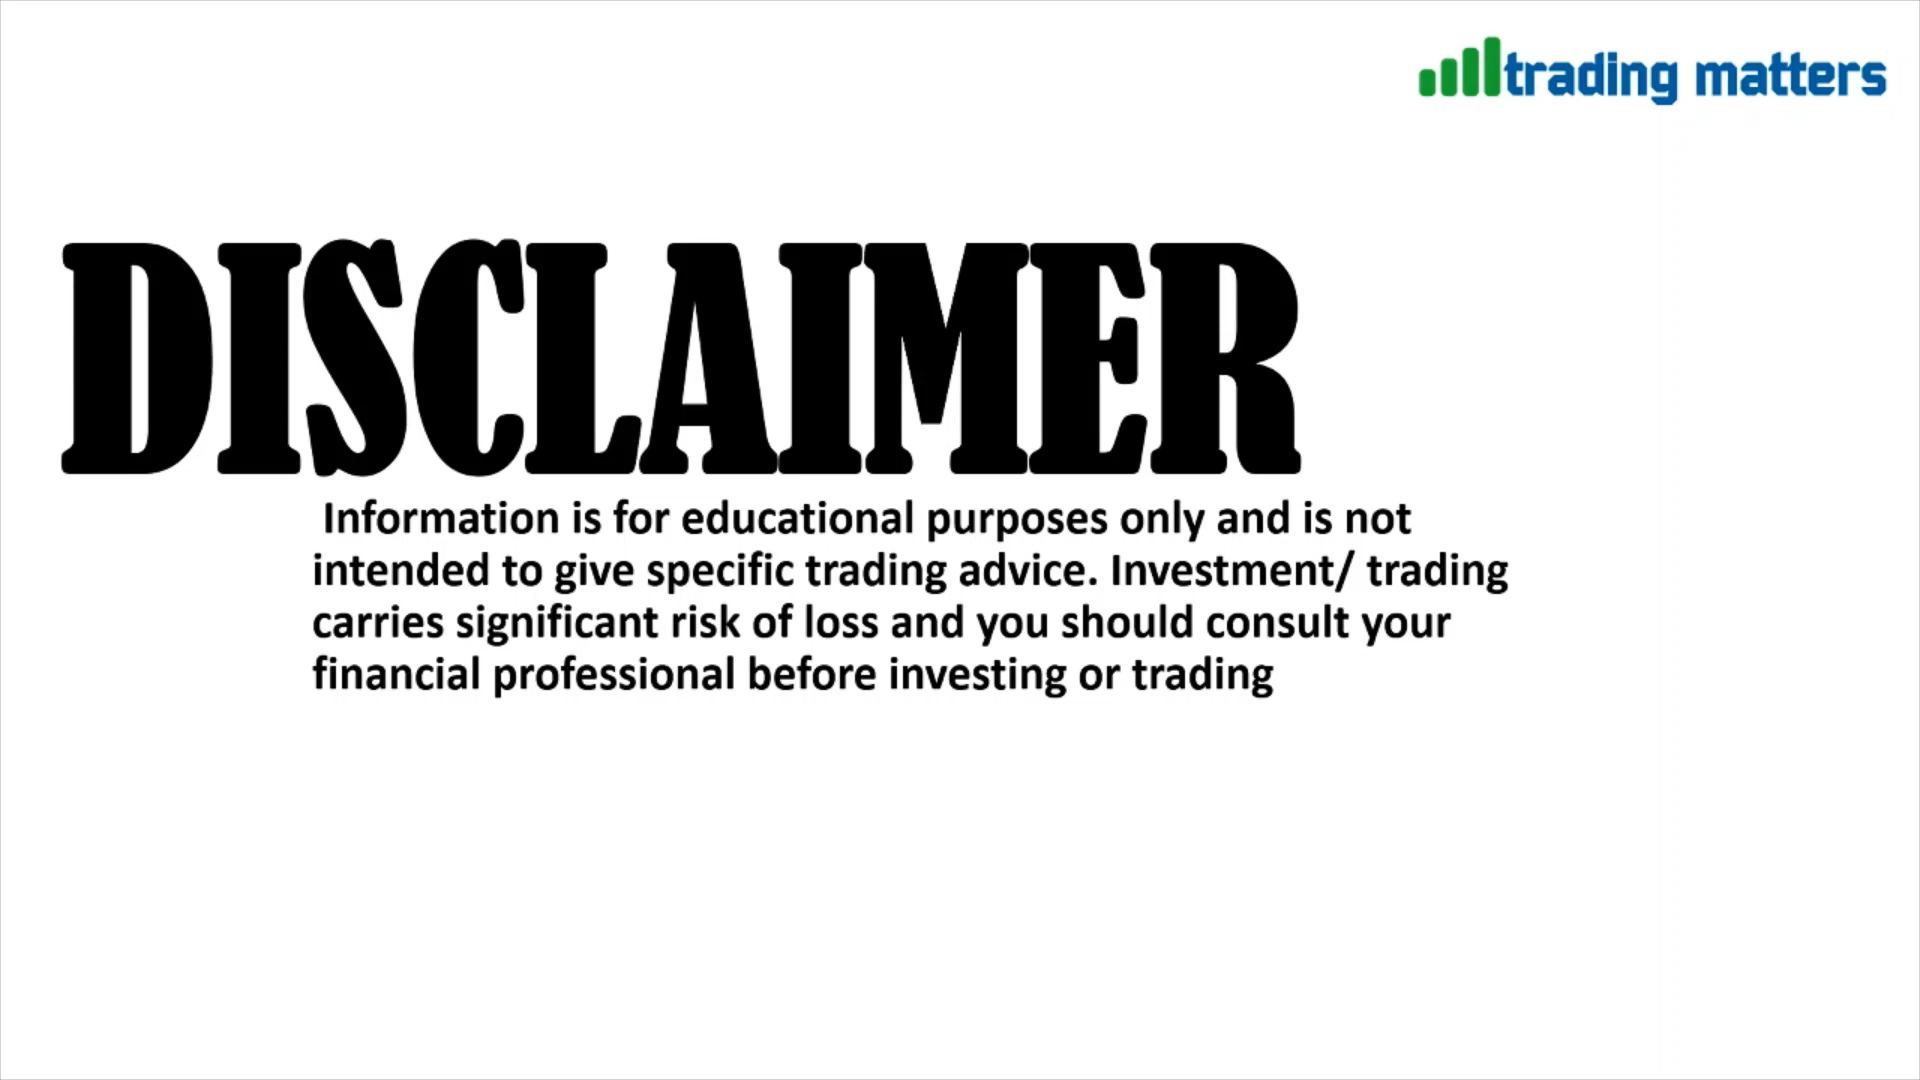 trading matters
DISCLAIMER
Information is for educational purposes only and is not
intended to give specific trading advice. Investment/ trading
carries significant risk of loss and you should consult your
financial professional before investing or trading